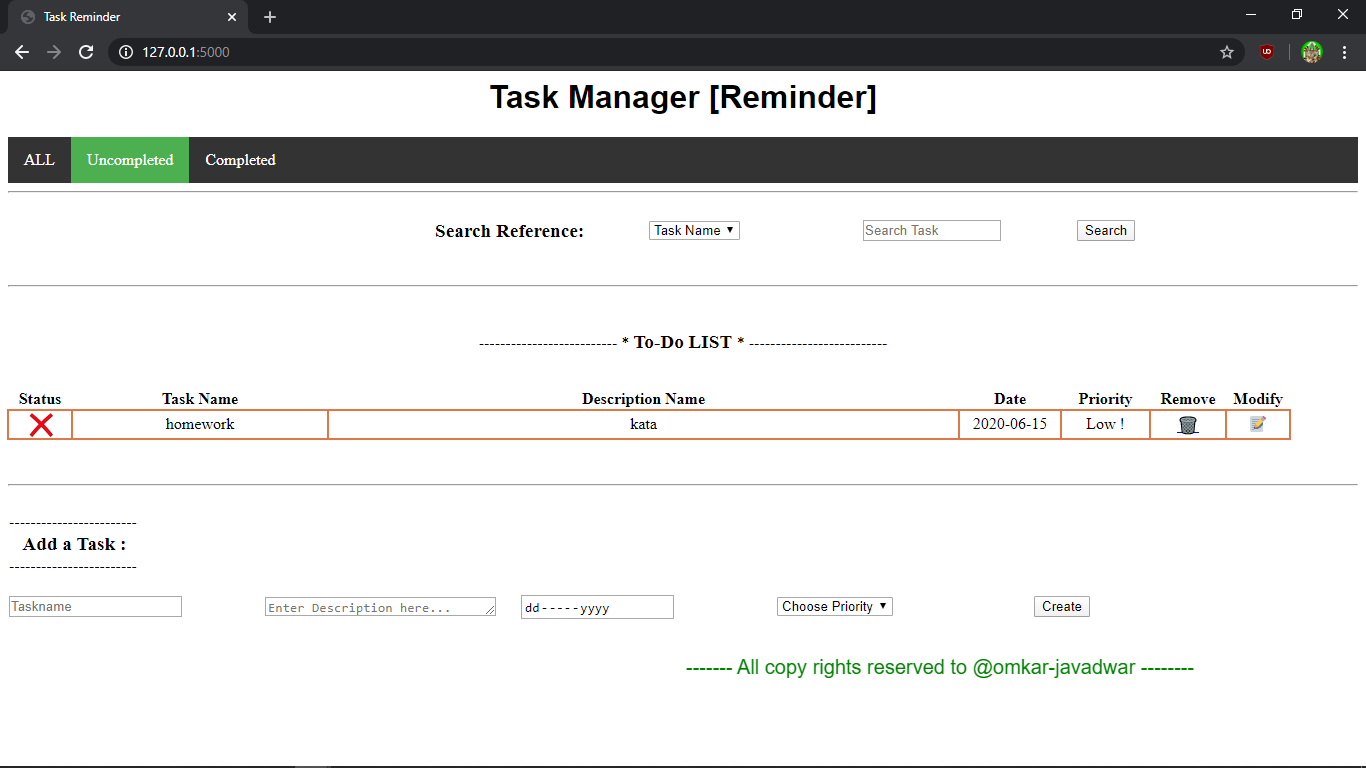 Task Reminder
127.0.0.1:5000
Task Manager [Reminder]
ALL Uncompleted Completed
Search Reference: Task Name Search Task Search
-------------------------- * To-Do LIST * --------------------------
Status Task Name Description Name Date Priority Remove Modify
homework kata 2020-06-15 Low !
------------------------
Add a Task :
------------------------
Taskname Enter Description here... dd-----yyyy Choose Priority Create
------- All copy rights reserved to @omkar-javadwar --------